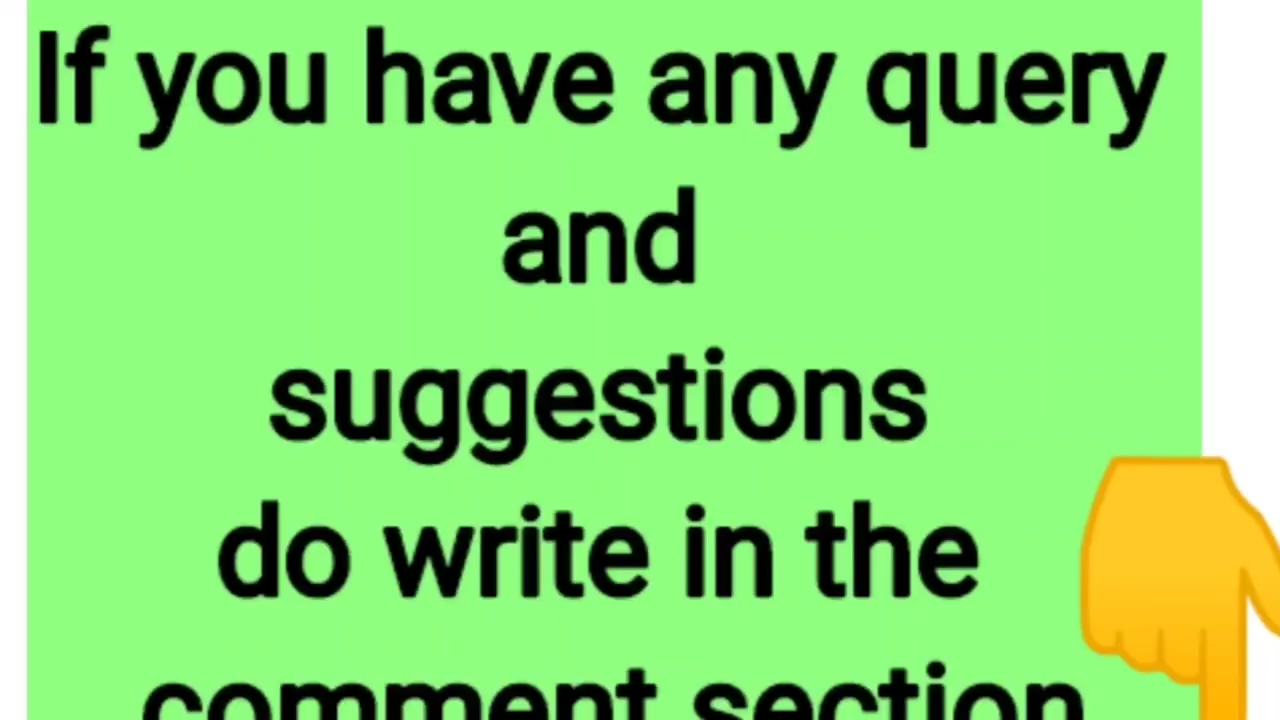 If you have any query
and
suggestions
do write in the
comment section